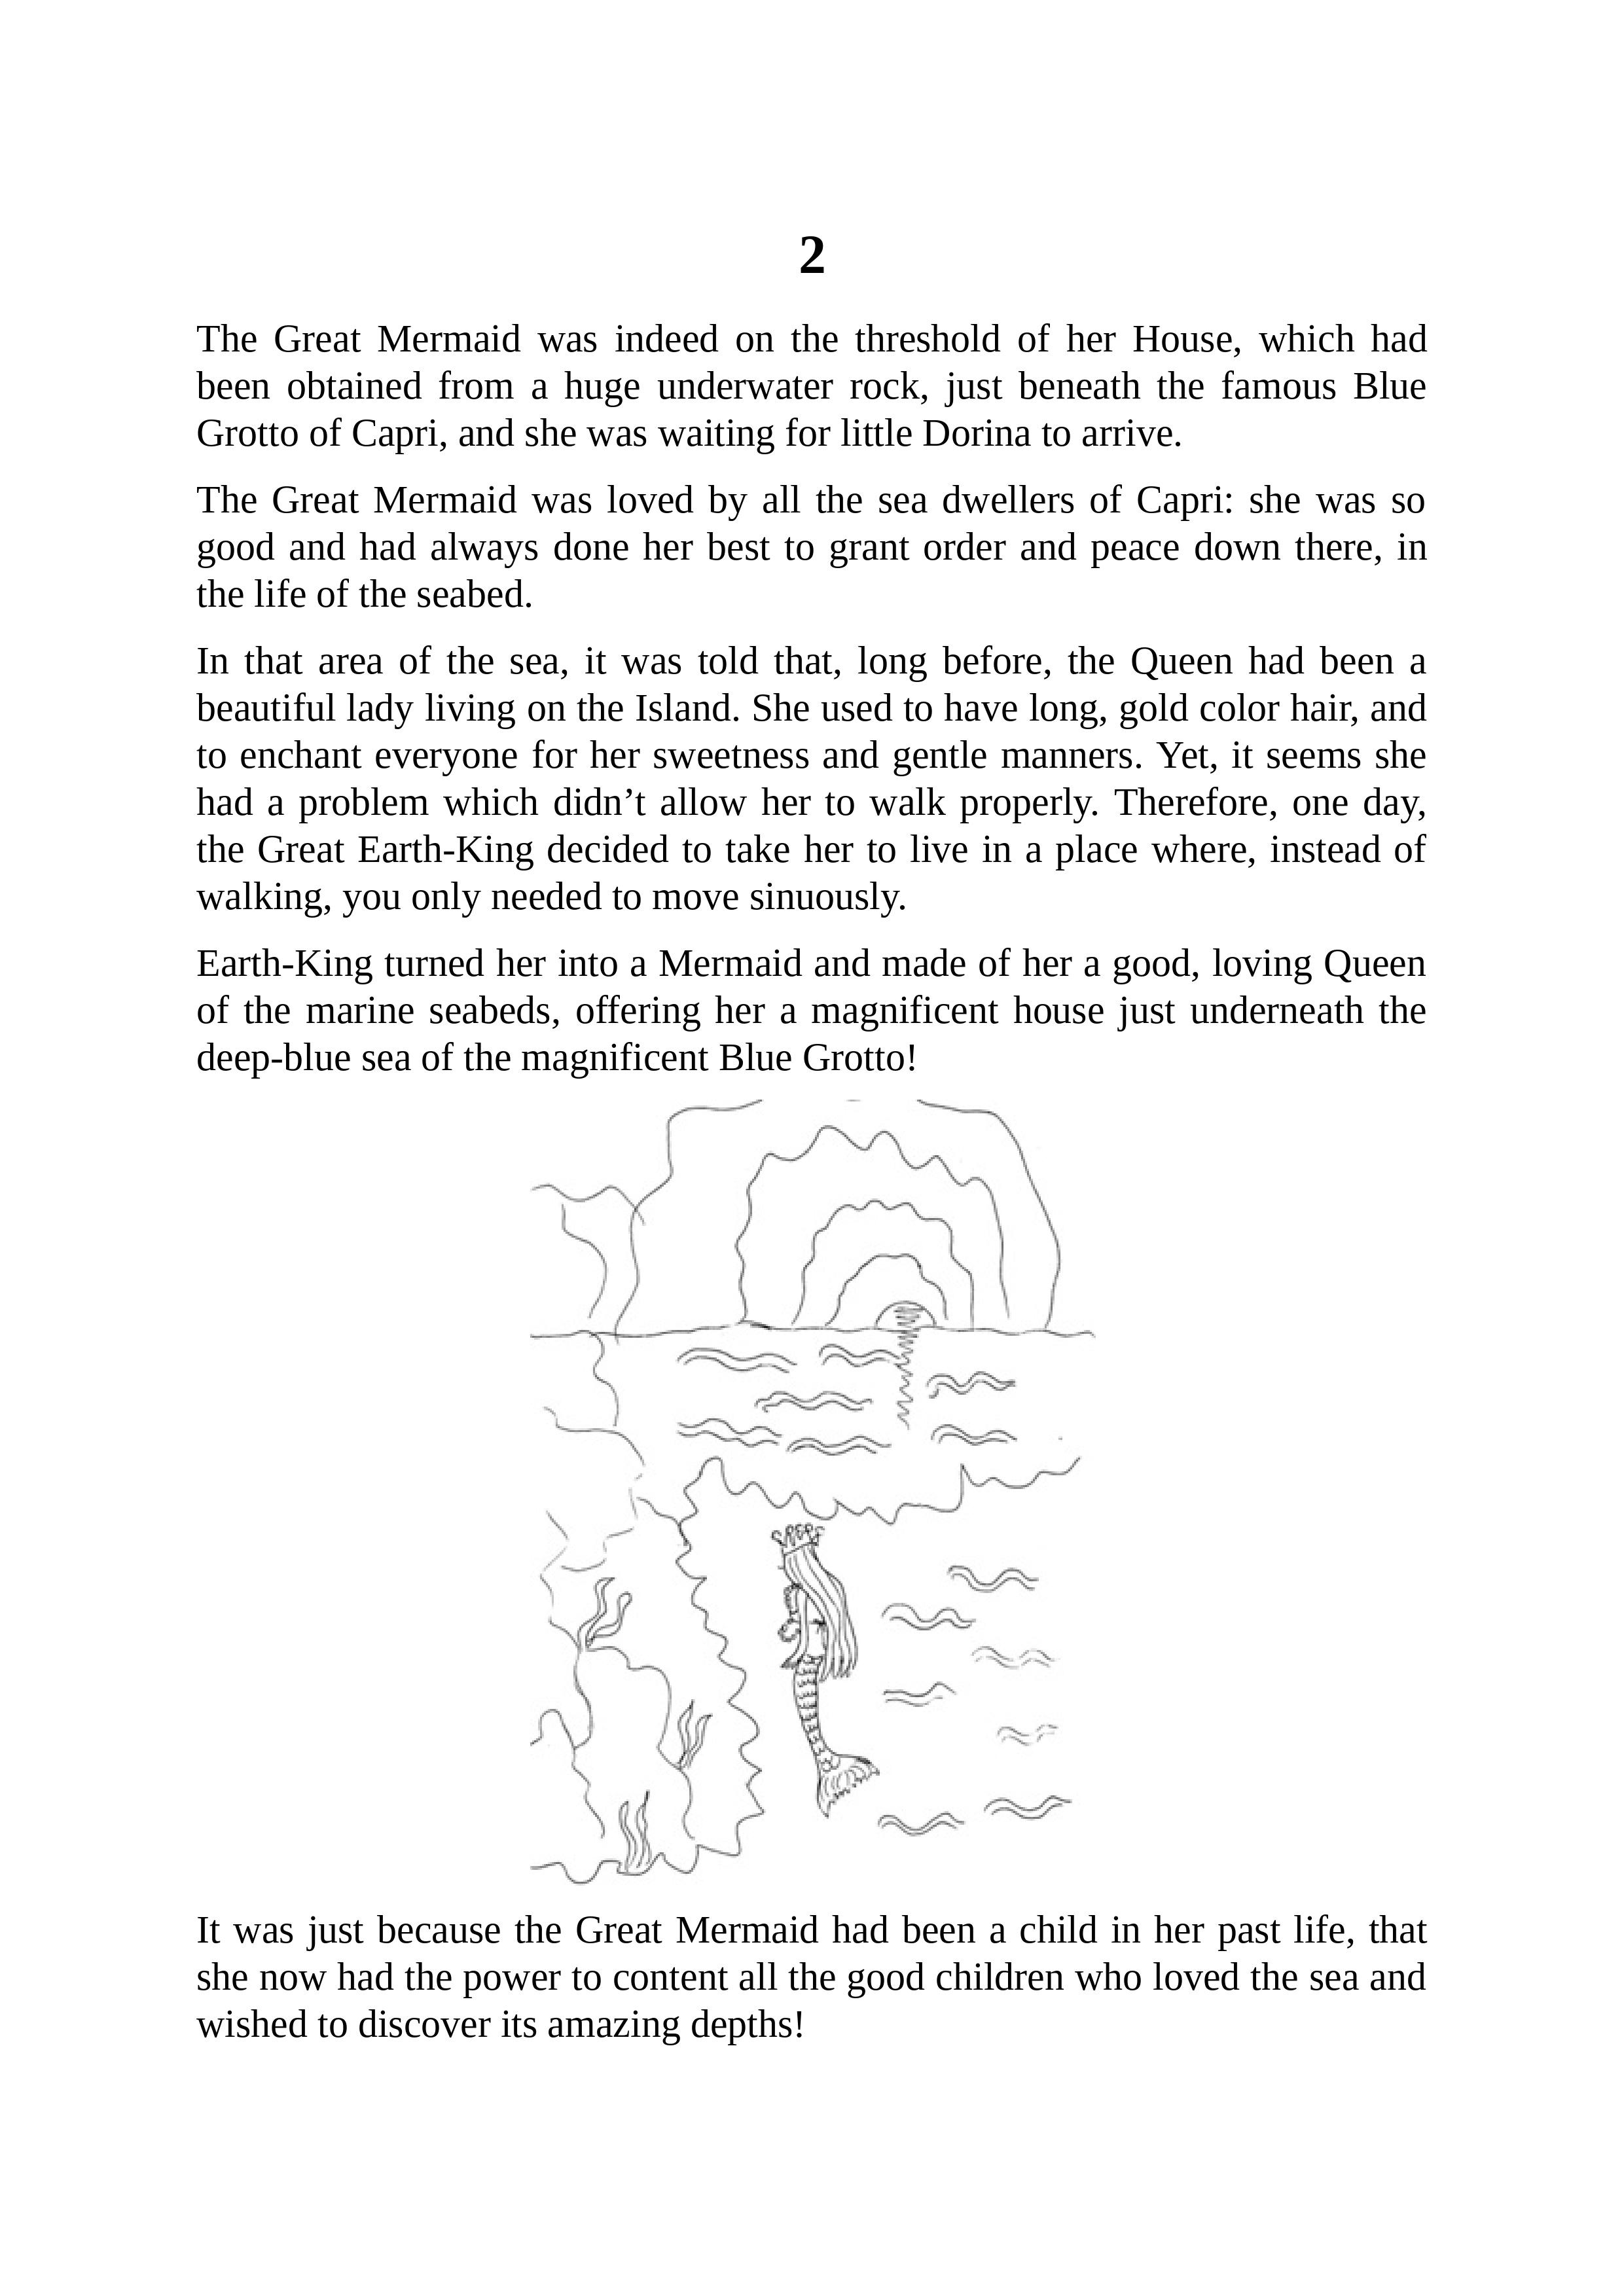 2
The Great Mermaid was indeed on the threshold of her House, which had
been obtained from a huge underwater rock, just beneath the famous Blue
Grotto of Capri, and she was waiting for little Dorina to arrive.
The Great Mermaid was loved by all the sea dwellers of Capri: she was so
good and had always done her best to grant order and peace down there, in
the life of the seabed.
In that area of the sea, it was told that, long before, the Queen had been a
beautiful lady living on the Island. She used to have long, gold color hair, and
to enchant everyone for her sweetness and gentle manners. Yet, it seems she
had a problem which didn’t allow her to walk properly. Therefore, one day,
the Great Earth-King decided to take her to live in a place where, instead of
walking, you only needed to move sinuously.
Earth-King turned her into a Mermaid and made of her a good, loving Queen
of the marine seabeds, offering her a magnificent house just underneath the
deep-blue sea of the magnificent Blue Grotto!
It was just because the Great Mermaid had been a child in her past life, that
she now had the power to content all the good children who loved the sea and
wished to discover its amazing depths!